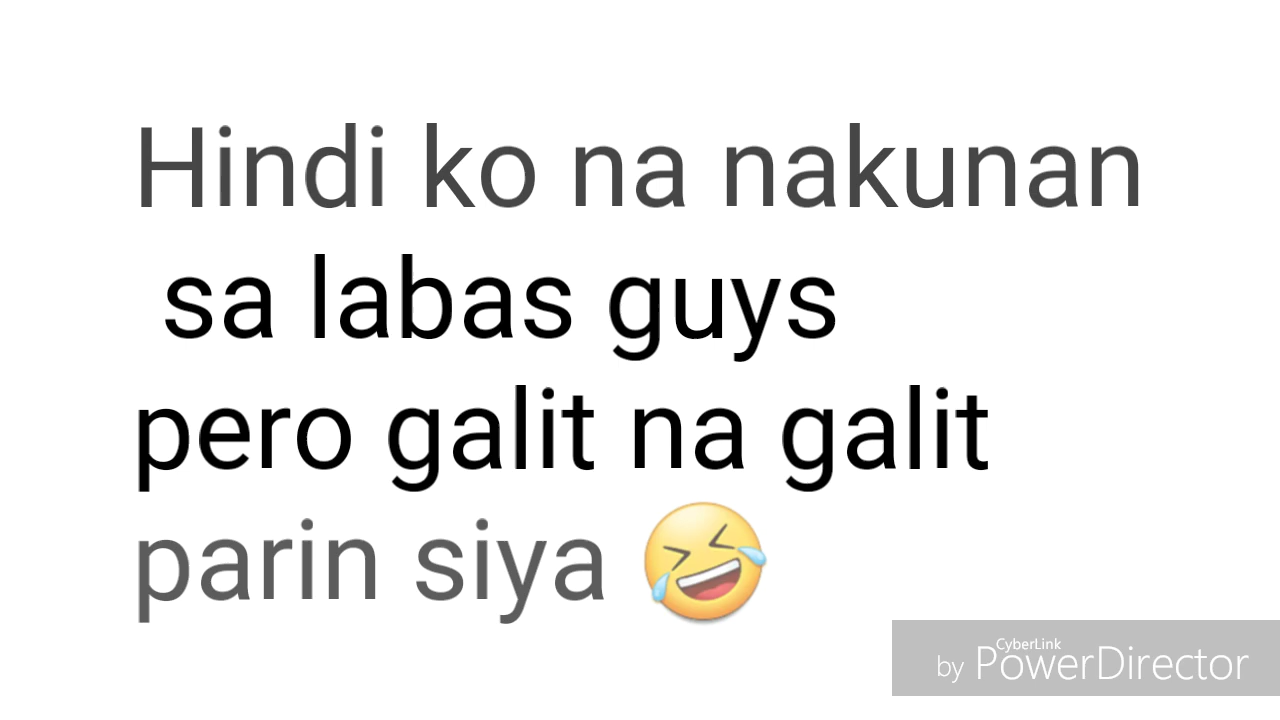 Hindi ko na nakunan
sa labas guys
pero galit na galit
parin siya 🤣
by CyberLink PowerDirector